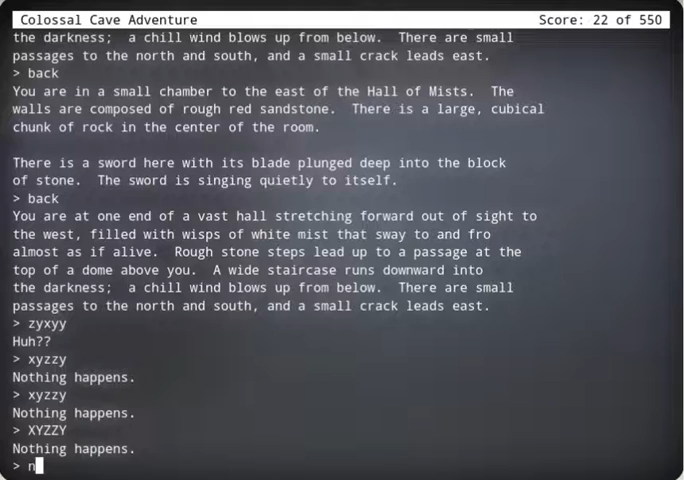 Colossal Cave Adventure Score: 22 of 550
the darkness; a chill wind blows up from below. There are small
passages to the north and south, and a small crack leads east.
> back
You are in a small chamber to the east of the Hall of Mists. The
walls are composed of rough red sandstone. There is a large, cubical
chunk of rock in the center of the room.
There is a sword here with its blade plunged deep into the block
of stone. The sword is singing quietly to itself.
> back
You are at one end of a vast hall stretching forward out of sight to
the west, filled with wisps of white mist that sway to and fro
almost as if alive. Rough stone steps lead up to a passage at the
top of a dome above you. A wide staircase runs downward into
the darkness; a chill wind blows up from below. There are small
passages to the north and south, and a small crack leads east.
> zyxyy
Huh??
> xyzzy
Nothing happens.
> xyzzy
Nothing happens.
> XYZZY
Nothing happens.
> n